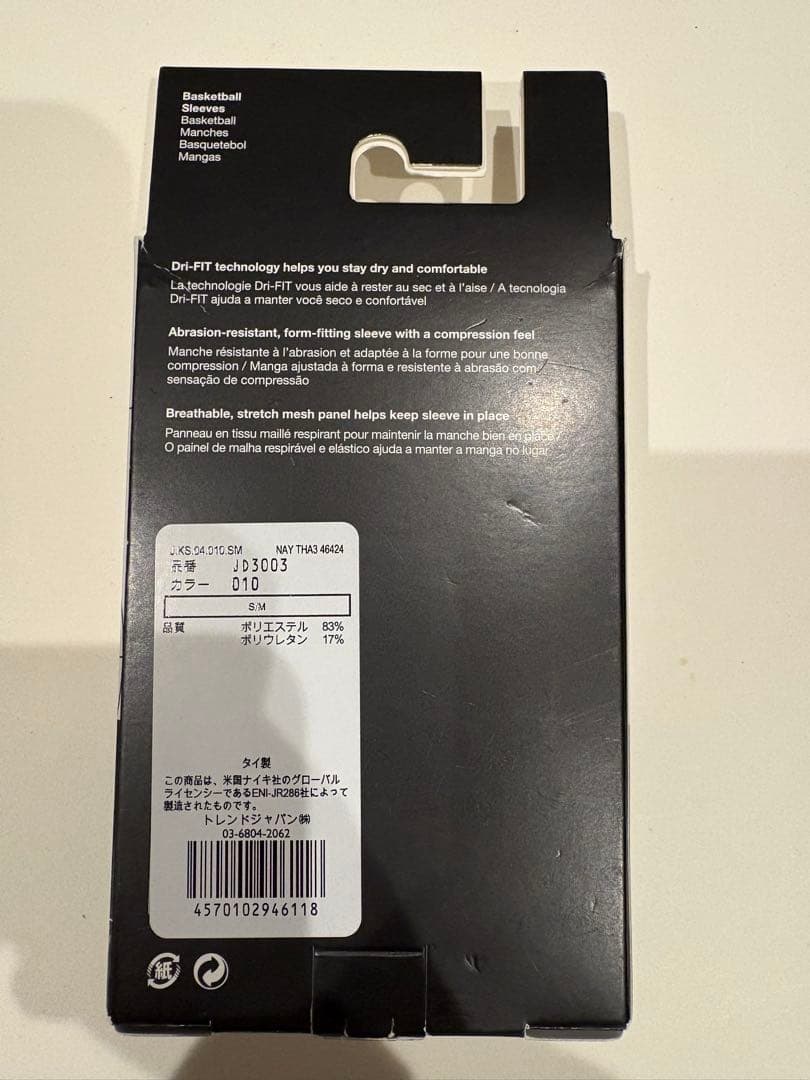 Basketball
Sleeves
Basketball
Manches
Basquetebol
Mangas
Dri-FIT technology helps you stay dry and comfortable
La technologie Dri-FIT vous aide à rester au sec et à l'aise / A tecnologia
Dri-FIT ajuda a manter você seco e confortável
Abrasion-resistant, form-fitting sleeve with a compression feel
Manche résistante à l'abrasion et adaptée à la forme pour une bonne
compression / Manga ajustada à forma e resistente à abrasão com
sensação de compressão
Breathable, stretch mesh panel helps keep sleeve in place
Panneau en tissu maillé respirant pour maintenir la manche bien en place /
O painel de malha respirável e elástico ajuda a manter a manga no lugar
J.KS.04.010.SM NAY THA3 46424
品番 JD3003
カラー 010
S/M
品質 ポリエステル 83%
ポリウレタン 17%
タイ製
この商品は、米国ナイキ社のグローバル
ライセンシーであるENI-JR286社によって
製造されたものです。
トレンドジャパン㈱
03-6804-2062
4570102946118
紙